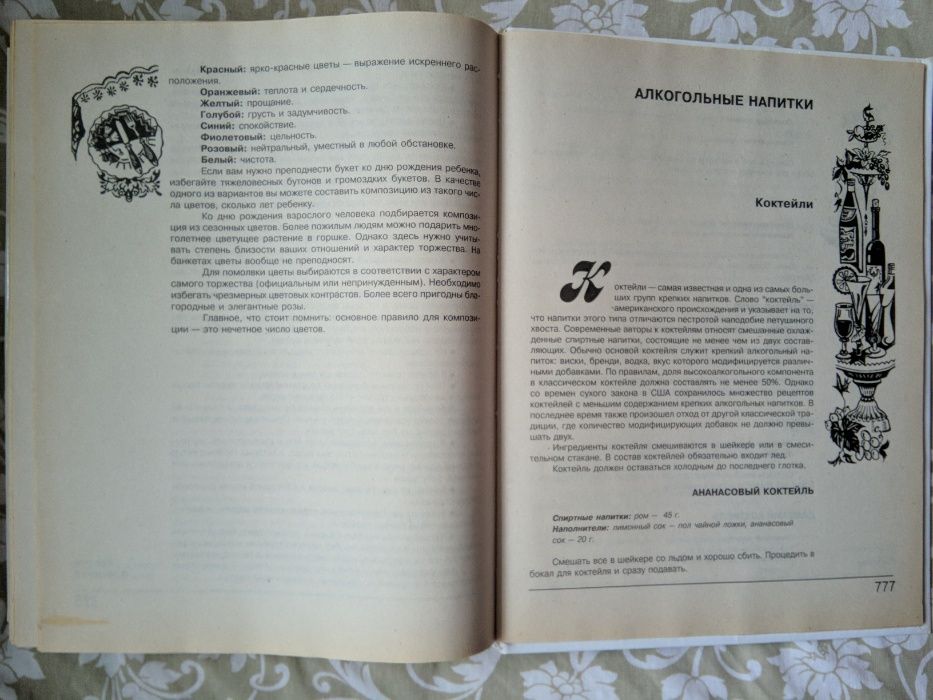 Красный: ярко-красные цветы — выражение искреннего рас-
положения.
Оранжевый: теплота и сердечность.
Желтый: прощание.
Голубой: грусть и задумчивость.
Синий: спокойствие.
Фиолетовый: цельность.
Розовый: нейтральный, уместный в любой обстановке.
Белый: чистота.
Если вам нужно преподнести букет ко дню рождения ребенка,
избегайте тяжеловесных бутонов и громоздких букетов. В качестве
одного из вариантов вы можете составить композицию из такого чис-
ла цветов, сколько лет ребенку.
Ко дню рождения взрослого человека подбирается компози-
ция из сезонных цветов. Более пожилым людям можно подарить мно-
голетнее цветущее растение в горшке. Однако здесь нужно учиты-
вать степень близости ваших отношений и характер торжества. На
банкетах цветы вообще не преподносят.
Для помолвки цветы выбираются в соответствии с характером
самого торжества (официальным или непринужденным). Необходимо
избегать чрезмерных цветовых контрастов. Более всего пригодны бла-
городные и элегантные розы.
Главное, что стоит помнить: основное правило для компози-
ции — это нечетное число цветов.
АЛКОГОЛЬНЫЕ НАПИТКИ
Коктейли
Коктейли — самая известная и одна из самых боль-
ших групп крепких напитков. Слово "коктейль" —
американского происхождения и указывает на то,
что напитки этого типа отличаются пестротой наподобие петушиного
хвоста. Современные авторы к коктейлям относят смешанные охлаж-
денные спиртные напитки, состоящие не менее чем из двух состав-
ляющих. Обычно основой коктейля служит крепкий алкогольный на-
питок: виски, бренди, водка, вкус которого модифицируется различ-
ными добавками. По правилам, доля высокоалкогольного компонента
в классическом коктейле должна составлять не менее 50%. Однако
со времен сухого закона в США сохранилось множество рецептов
коктейлей с меньшим содержанием крепких алкогольных напитков. В
последнее время также произошел отход от другой классической тра-
диции, где количество модифицирующих добавок не должно превы-
шать двух.
Ингредиенты коктейля смешиваются в шейкере или в смеси-
тельном стакане. В состав коктейлей обязательно входит лед.
Коктейль должен оставаться холодным до последнего глотка.
АНАНАСОВЫЙ КОКТЕЙЛЬ
Спиртные напитки: ром — 45 г.
Наполнители: лимонный сок — пол чайной ложки, ананасовый
сок — 20 г.
Смешать все в шейкере со льдом и хорошо сбить. Процедить в
бокал для коктейля и сразу подавать.
777